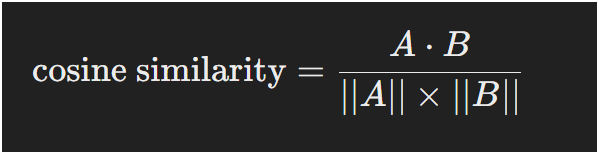 cosine similarity = A · B / ||A|| × ||B||